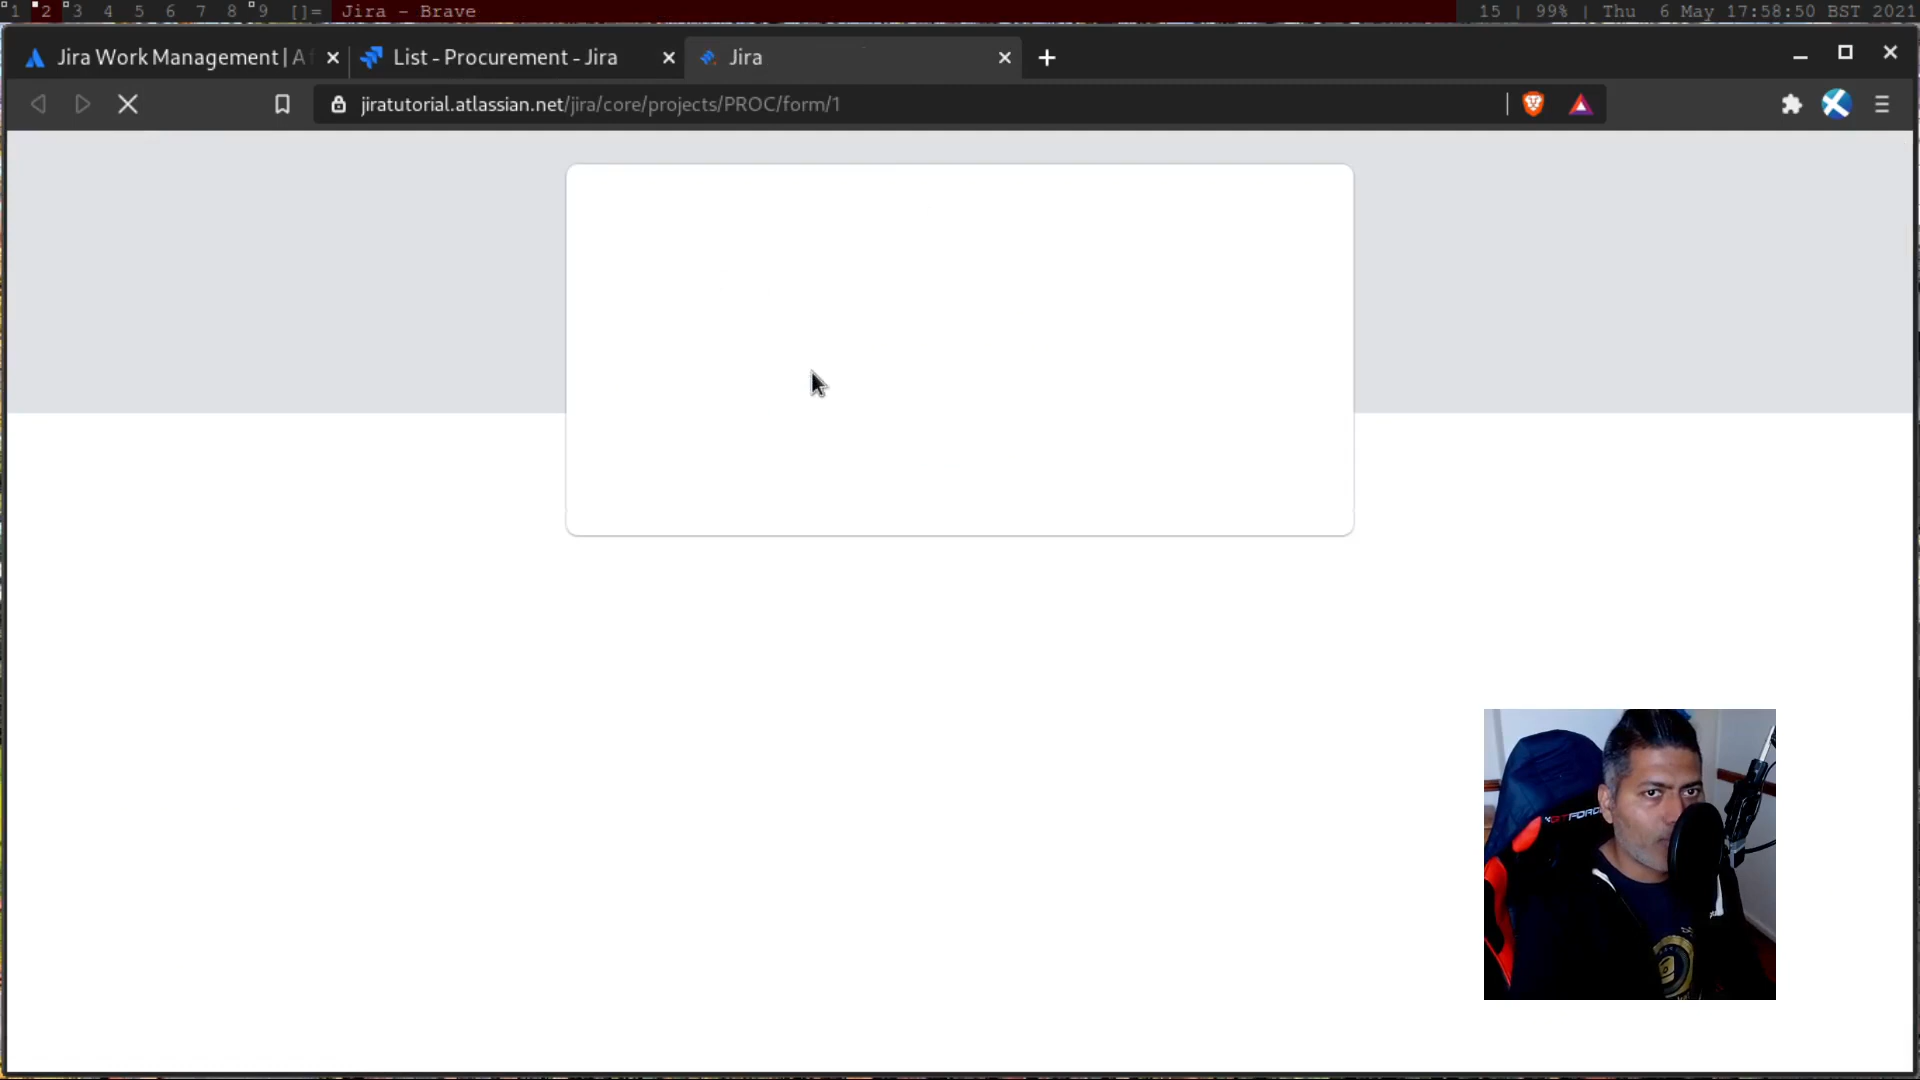 1 2 3 4 5 6 7 8 9 []= Jira - Brave 15 | 99% | Thu 6 May 17:58:50 BST 2021
Jira Work Management | A List - Procurement - Jira Jira
jiratutorial.atlassian.net/jira/core/projects/PROC/form/1